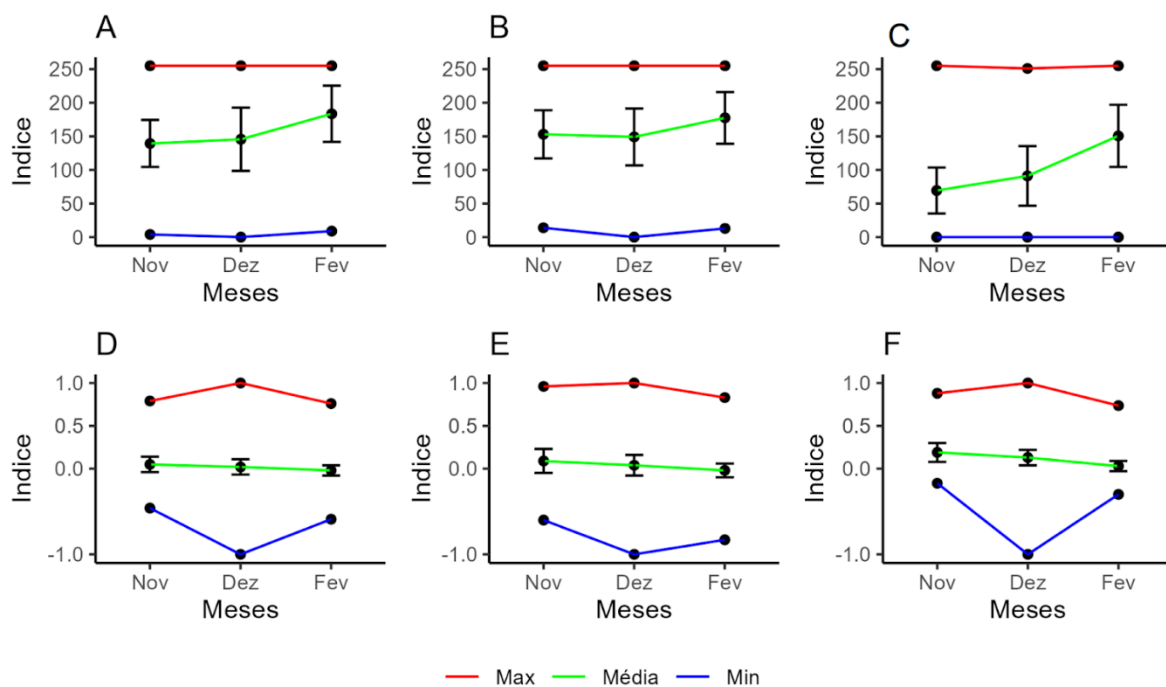 A
B
C
Indice
250
200
150
100
50
0
Nov Dez Fev
Meses
Indice
250
200
150
100
50
0
Nov Dez Fev
Meses
Indice
250
200
150
100
50
0
Nov Dez Fev
Meses
D
E
F
Indice
1.0
0.5
0.0
-1.0
Nov Dez Fev
Meses
Indice
1.0
0.5
0.0
-1.0
Nov Dez Fev
Meses
Indice
1.0
0.5
0.0
-1.0
Nov Dez Fev
Meses
Max Média Min